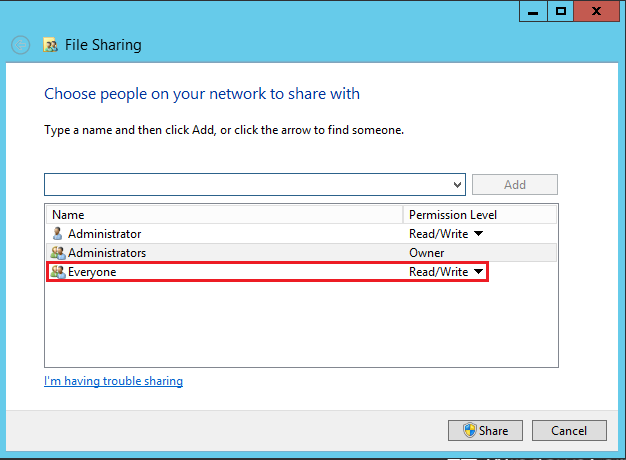 File Sharing
Choose people on your network to share with
Type a name and then click Add, or click the arrow to find someone.
Add
Name Permission Level
Administrator Read/Write
Administrators Owner
Everyone Read/Write
I'm having trouble sharing
Share Cancel